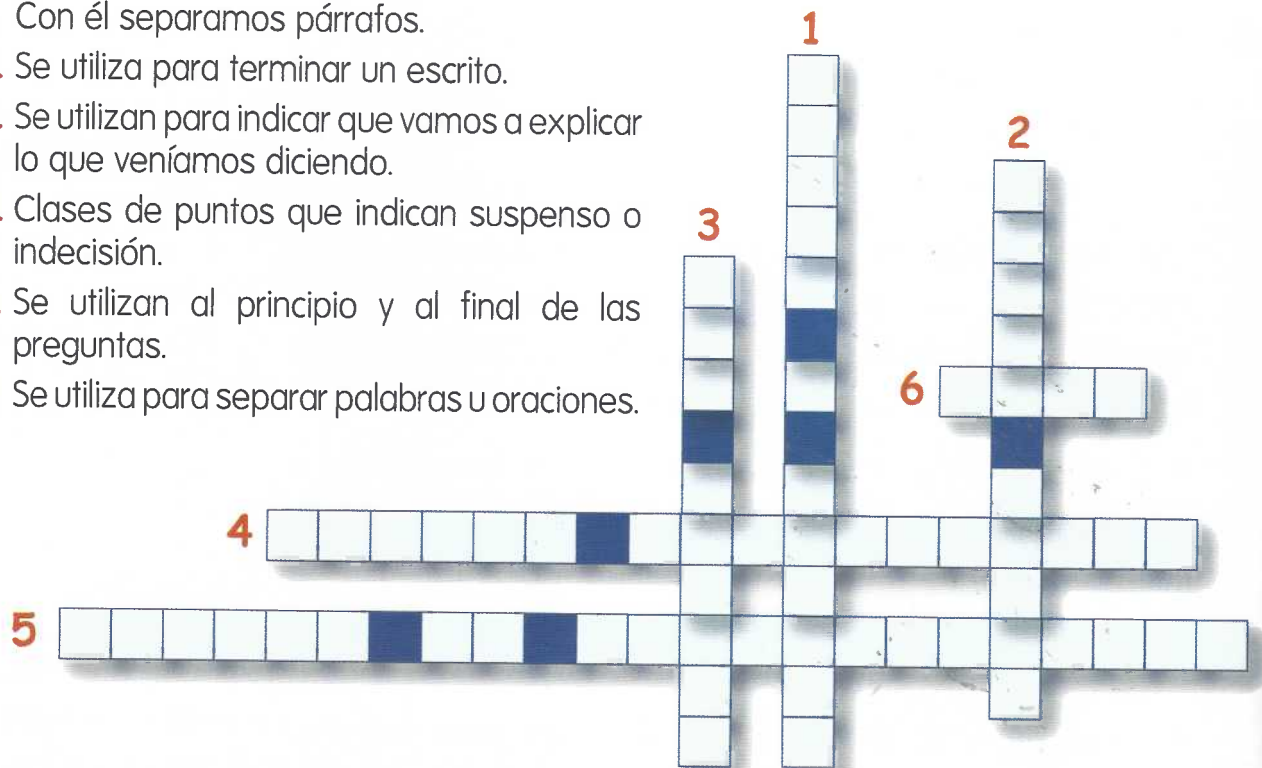 Con él separamos párrafos.
. Se utiliza para terminar un escrito.
. Se utilizan para indicar que vamos a explicar
lo que veníamos diciendo.
. Clases de puntos que indican suspenso o
indecisión.
. Se utilizan al principio y al final de las
preguntas.
Se utiliza para separar palabras u oraciones.
1
2
3
6
4
5